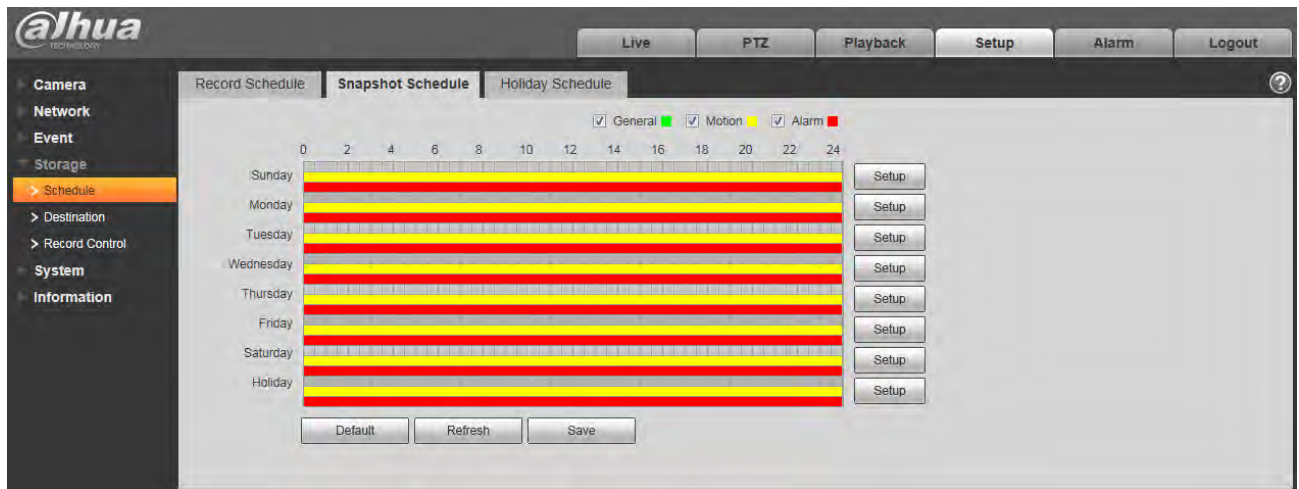 alhua
TECHNOLOGY
Live PTZ Playback Setup Alarm Logout
Camera
Network
Event
Storage
> Schedule
> Destination
> Record Control
System
Information
Record Schedule Snapshot Schedule Holiday Schedule
?
General Motion Alarm
0 2 4 6 8 10 12 14 16 18 20 22 24
Sunday Setup
Monday Setup
Tuesday Setup
Wednesday Setup
Thursday Setup
Friday Setup
Saturday Setup
Holiday Setup
Default Refresh Save